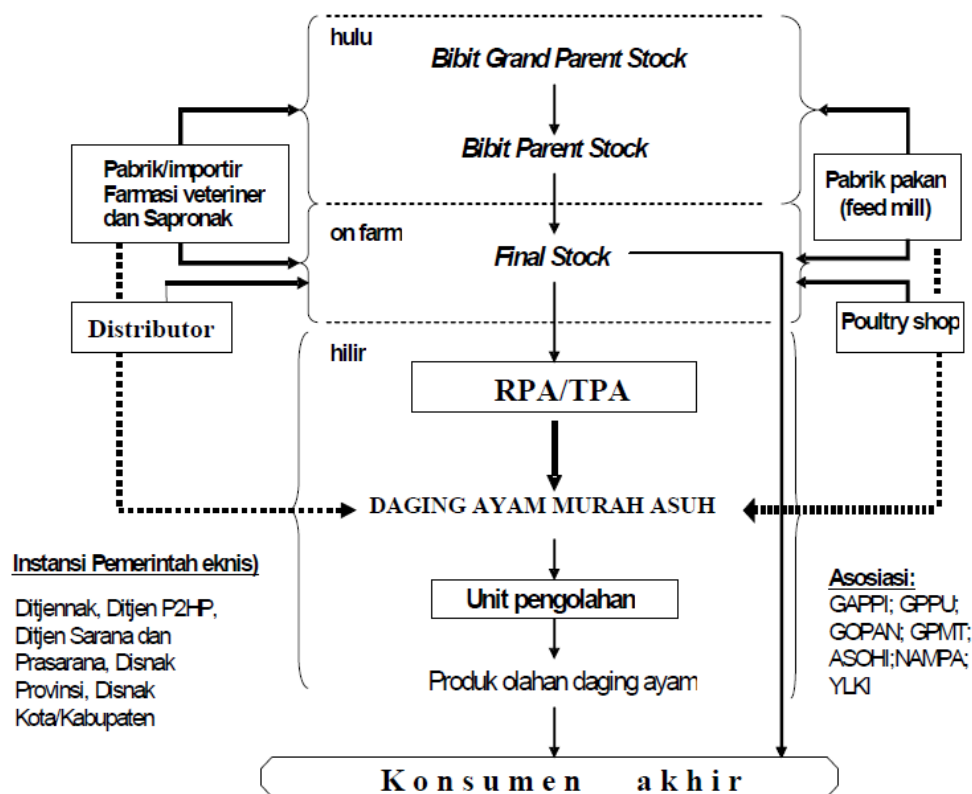 hulu
Bibit Grand Parent Stock
Bibit Parent Stock
Pabrik/importir
Farmasi veteriner
dan Sapronak
Pabrik pakan
(feed mill)
on farm
Final Stock
Distributor
Poultry shop
hilir
RPA/TPA
DAGING AYAM MURAH ASUH
Instansi Pemerintah eknis)
Ditjennak, Ditjen P2HP,
Ditjen Sarana dan
Prasarana, Disnak
Provinsi, Disnak
Kota/Kabupaten
Unit pengolahan
Asosiasi:
GAPPI; GPPU;
GOPAN; GPMT;
ASOHI;NAMPA;
YLKI
Produk olahan daging ayam
Konsumen akhir